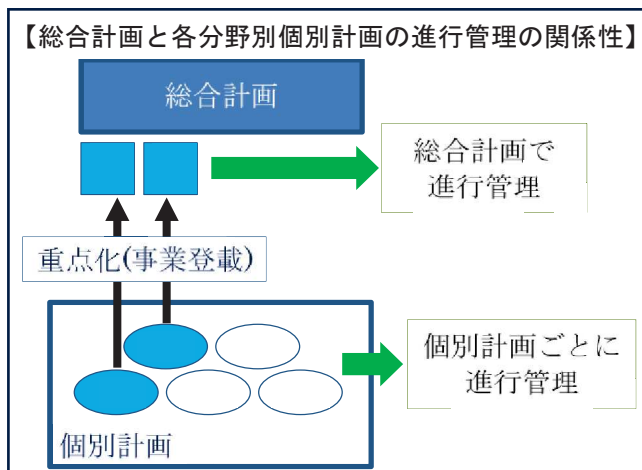 【総合計画と各分野別個別計画の進行管理の関係性】
総合計画
総合計画で
進行管理
重点化(事業登載)
個別計画ごとに
進行管理
個別計画